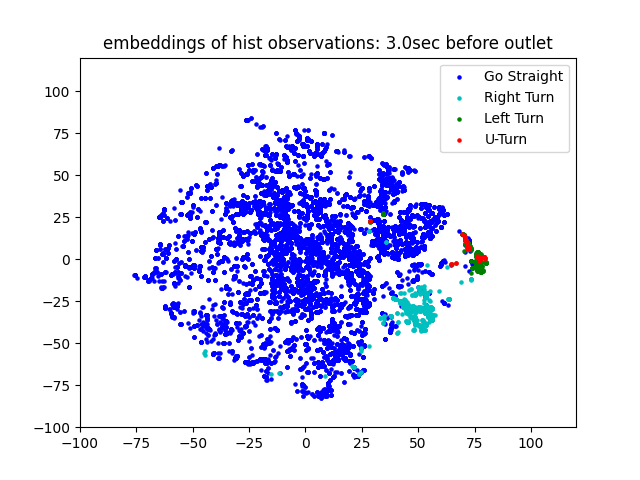 embeddings of hist observations: 3.0sec before outlet
Go Straight
Right Turn
Left Turn
U-Turn
100
75
50
25
0
−25
−50
−75
−100
−100 −75 −50 −25 0 25 50 75 100